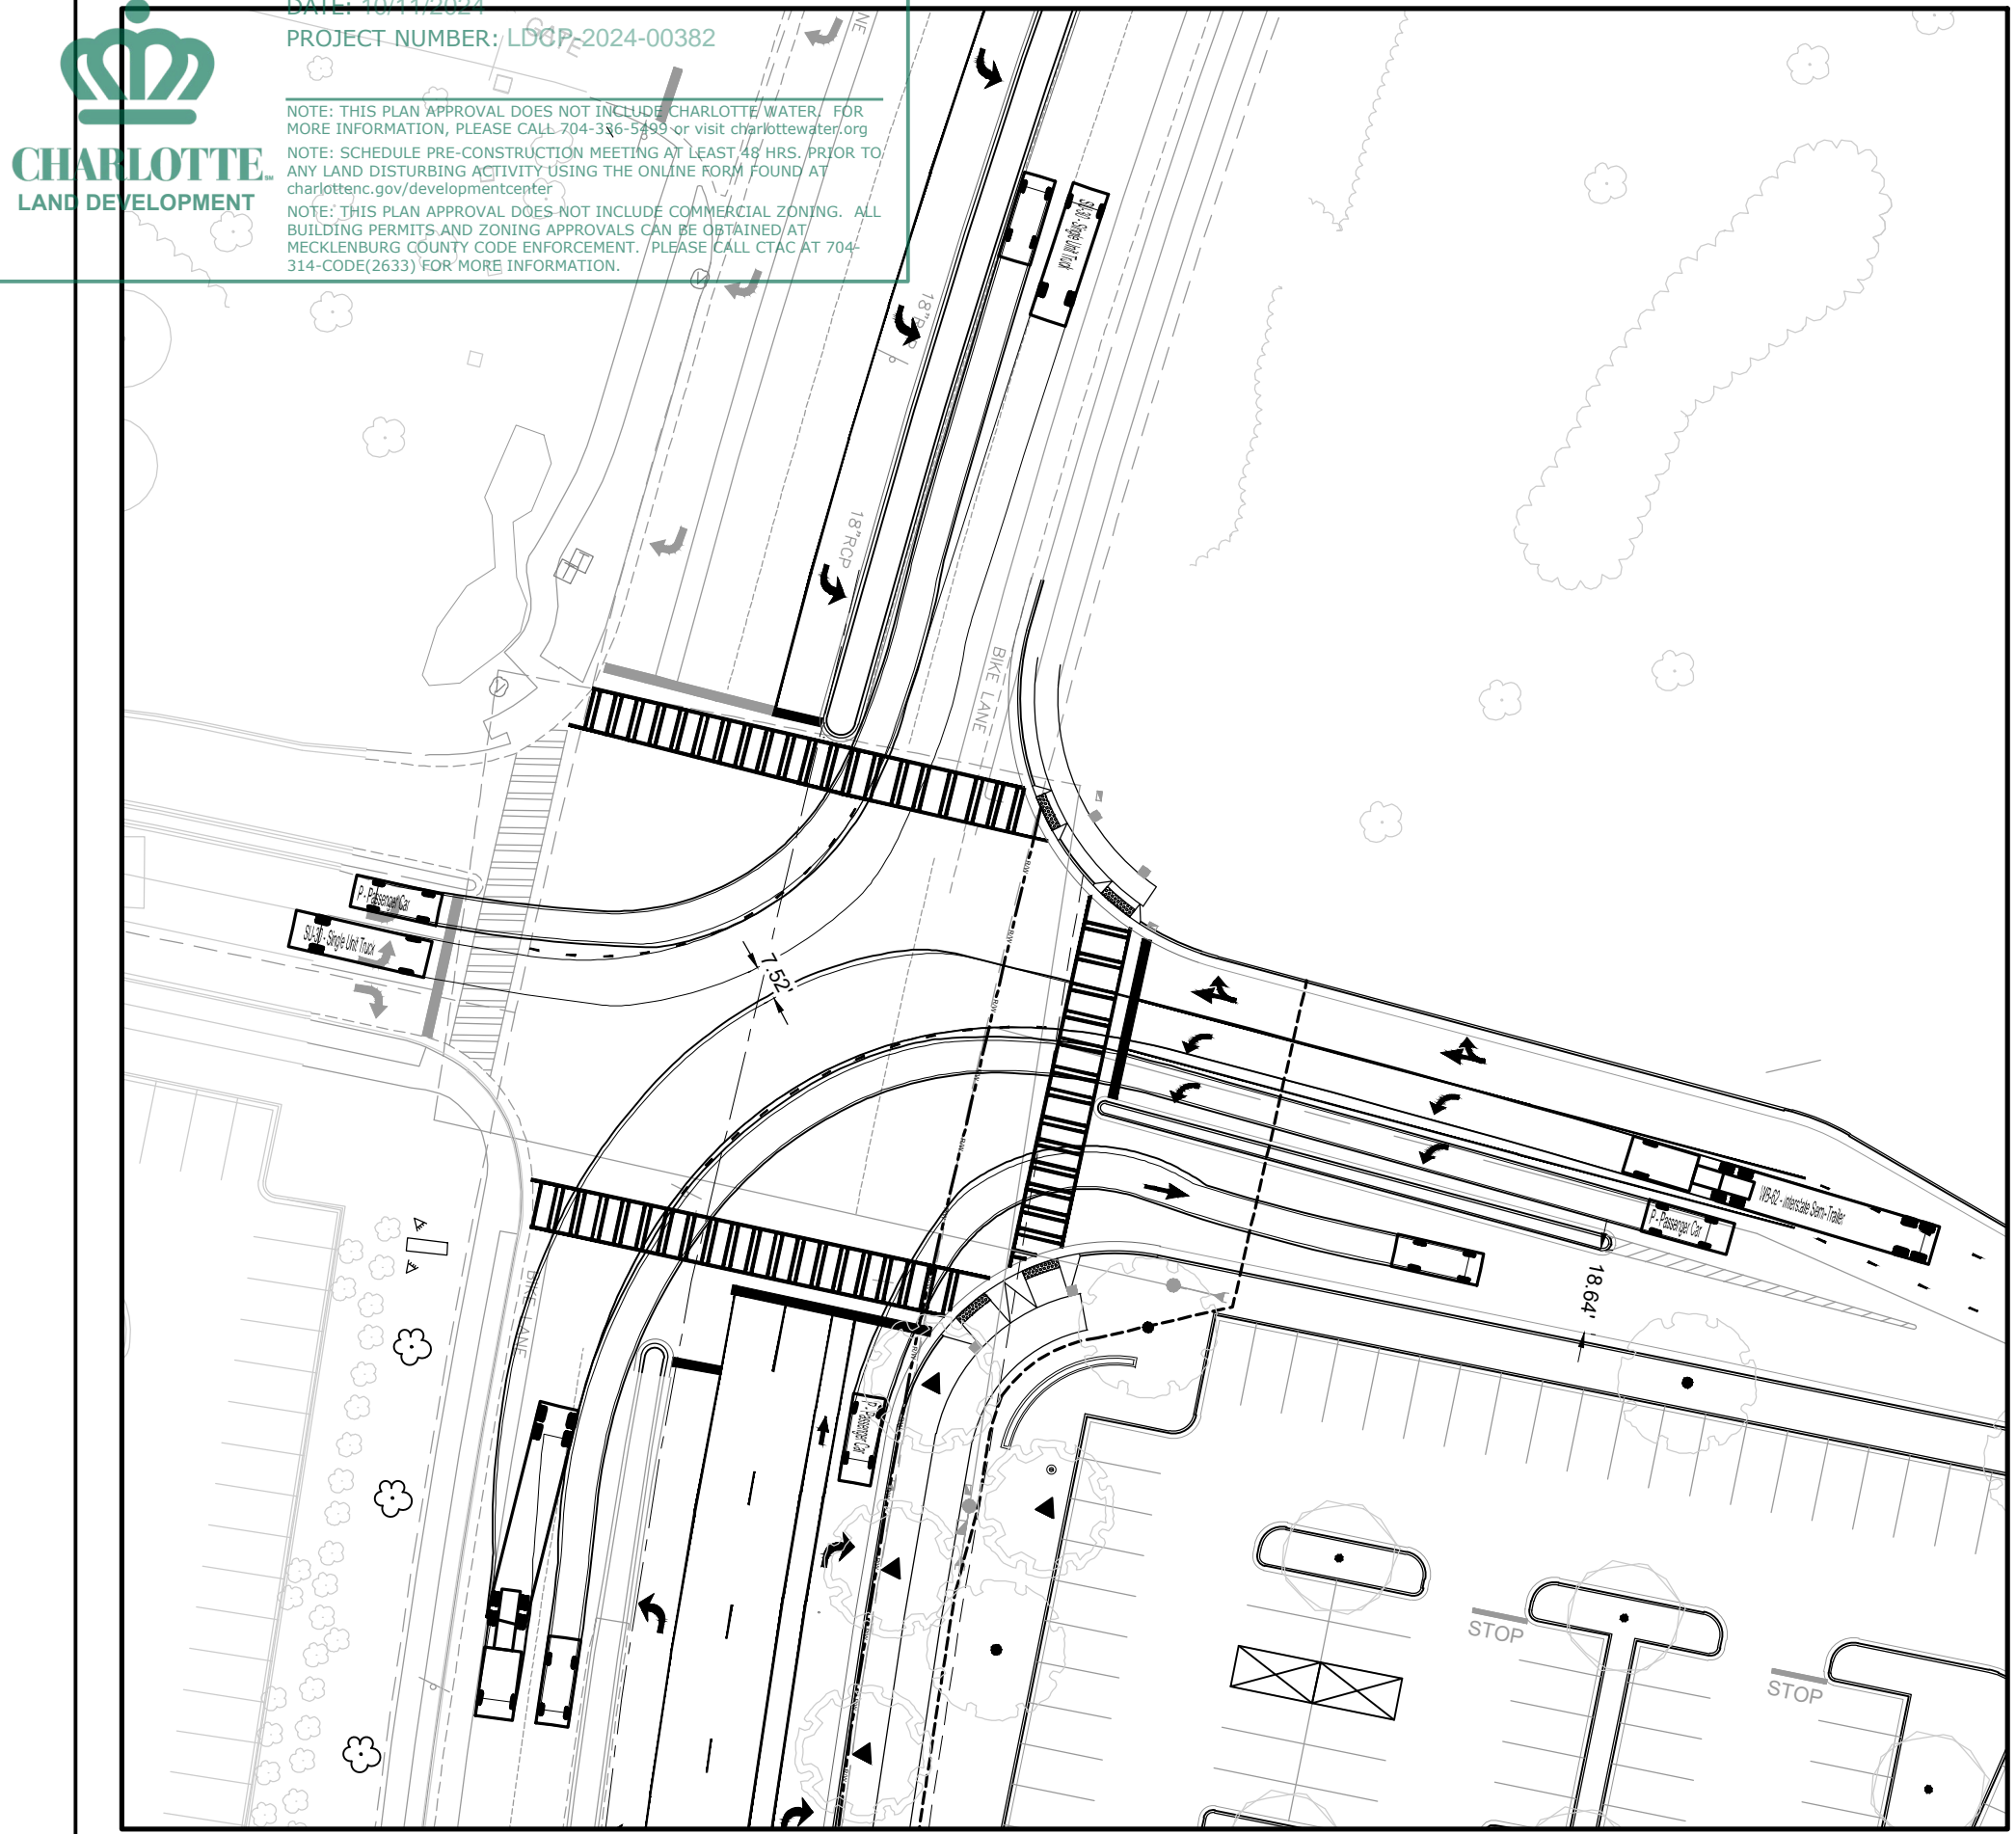 DATE: 10/11/2024
PROJECT NUMBER: LDCP-2024-00382
GATE
NE
NOTE: THIS PLAN APPROVAL DOES NOT INCLUDE CHARLOTTE WATER. FOR
MORE INFORMATION, PLEASE CALL 704-336-5499 or visit charlottewater.org
NOTE: SCHEDULE PRE-CONSTRUCTION MEETING AT LEAST 48 HRS. PRIOR TO
ANY LAND DISTURBING ACTIVITY USING THE ONLINE FORM FOUND AT
charlottenc.gov/developmentcenter
NOTE: THIS PLAN APPROVAL DOES NOT INCLUDE COMMERCIAL ZONING. ALL
BUILDING PERMITS AND ZONING APPROVALS CAN BE OBTAINED AT
MECKLENBURG COUNTY CODE ENFORCEMENT. PLEASE CALL CTAC AT 704-
314-CODE(2633) FOR MORE INFORMATION.
CHARLOTTE
LAND DEVELOPMENT
SU-30 - Single Unit Truck
18"RCP
18"RCP
BIKE LANE
P - Passenger Car
SU-30 - Single Unit Truck
7.52'
R/W
R/W
R/W
R/W
R/W
R/W
WB-62 - Interstate Semi-Trailer
P - Passenger Car
18.64'
BIKE LANE
P - Passenger Car
R/W
R/W
R/W
R/W
STOP
STOP